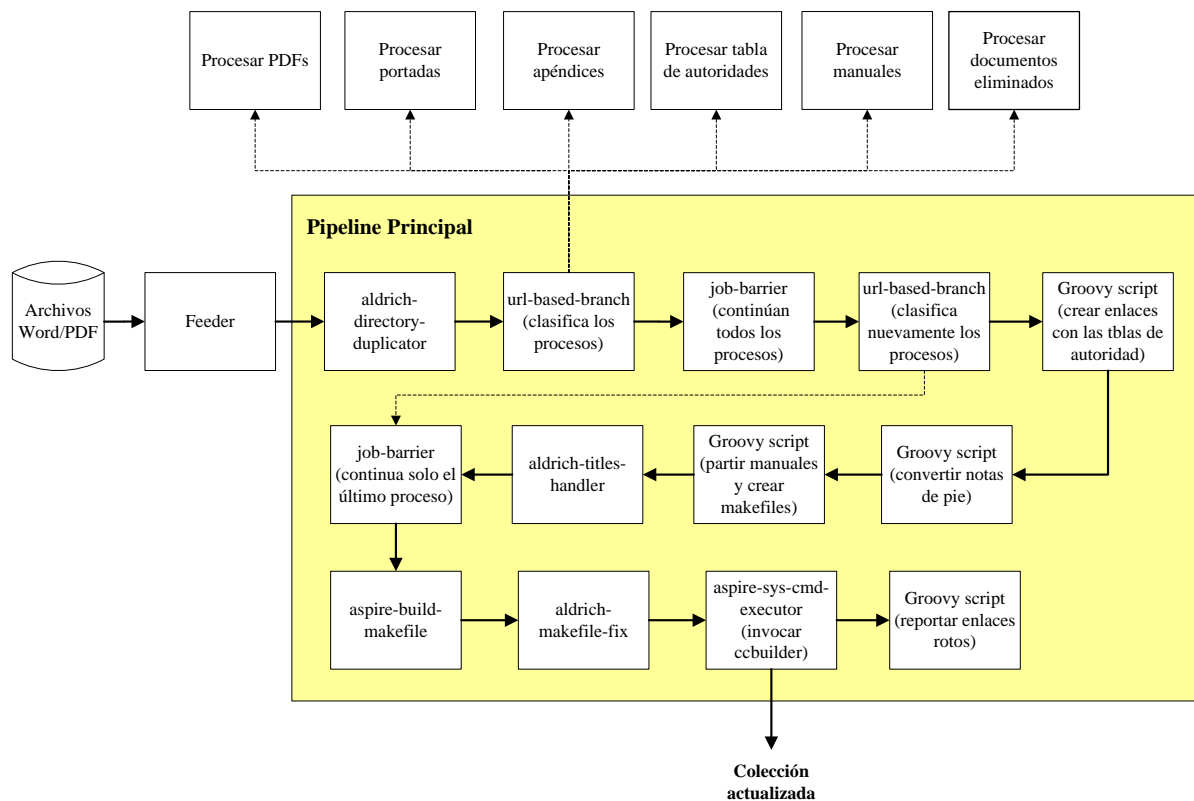 Procesar PDFs
Procesar
portadas
Procesar
apéndices
Procesar tabla
de autoridades
Procesar
manuales
Procesar
documentos
eliminados
Pipeline Principal
Archivos
Word/PDF
Feeder
aldrich-
directory-
duplicator
url-based-branch
(clasifica los
procesos)
job-barrier
(continúan
todos los
procesos)
url-based-branch
(clasifica
nuevamente los
procesos)
Groovy script
(crear enlaces
con las tblas de
autoridad)
job-barrier
(continua solo el
último proceso)
aldrich-titles-
handler
Groovy script
(partir manuales
y crear
makefiles)
Groovy script
(convertir notas
de pie)
aspire-build-
makefile
aldrich-
makefile-fix
aspire-sys-cmd-
executor
(invocar
ccbuilder)
Groovy script
(reportar enlaces
rotos)
Colección
actualizada